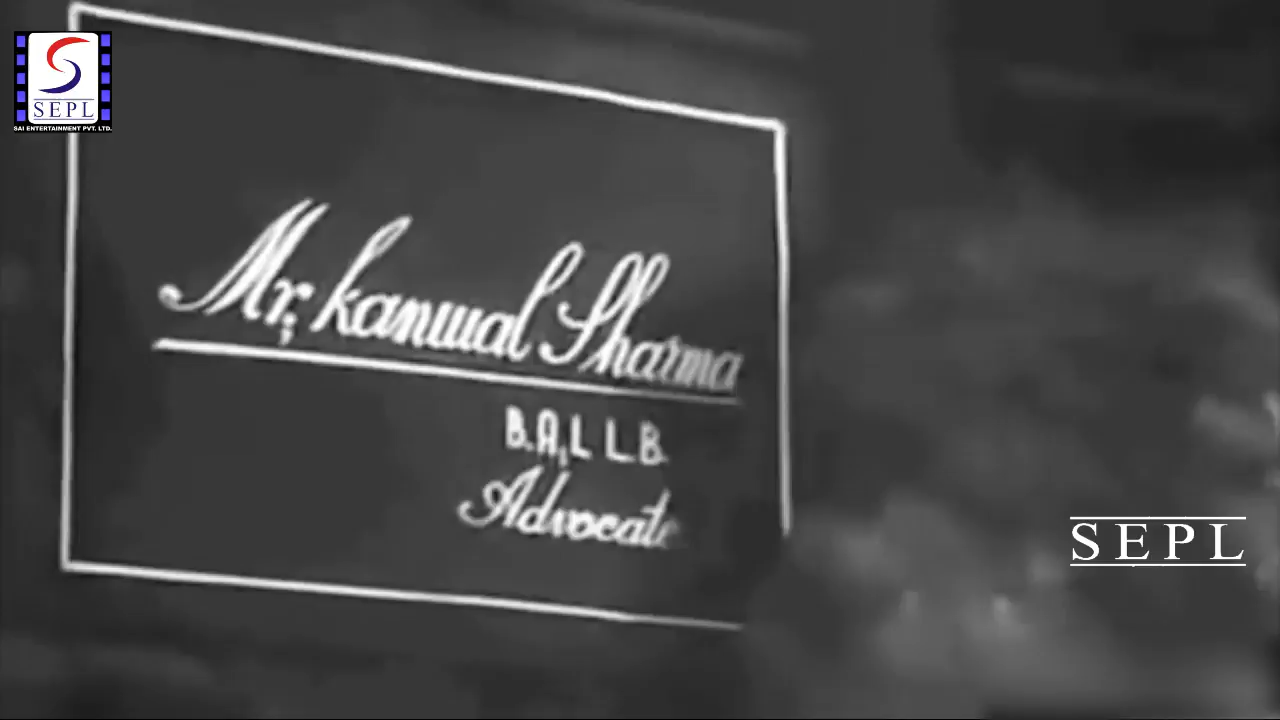 SEPL
SAI ENTERTAINMENT PVT. LTD.
Mr, Kanwal Sharma
B.A,L L.B.
Advocate
SEPL